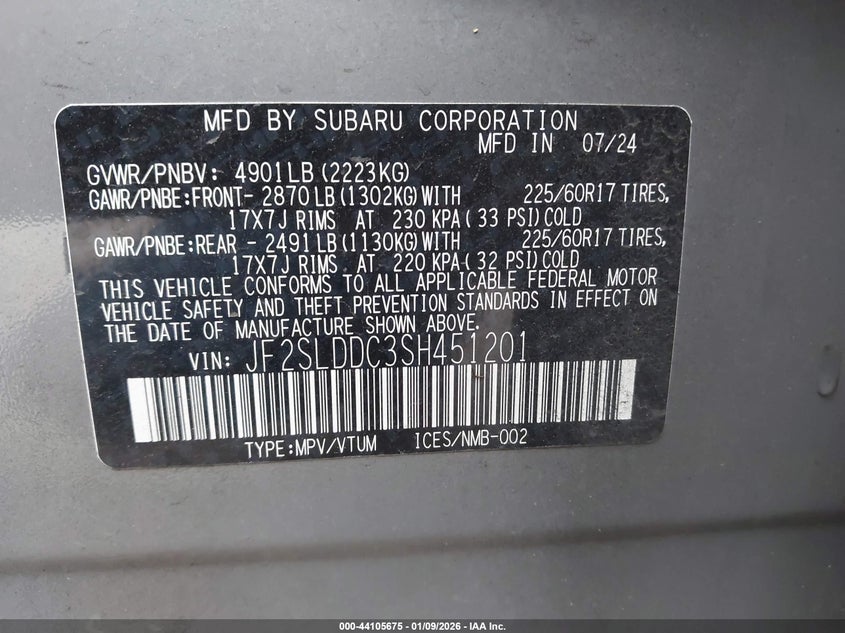 MFD BY SUBARU CORPORATION
MFD IN 07/24
GVWR/PNBV: 4901LB(2223KG)
GAWR/PNBE:FRONT- 2870LB(1302KG)WITH 225/60R17 TIRES,
17X7J RIMS AT 230 KPA(33 PSI)COLD
GAWR/PNBE:REAR - 2491LB(1130KG)WITH 225/60R17 TIRES,
17X7J RIMS AT 220 KPA(32 PSI)COLD
THIS VEHICLE CONFORMS TO ALL APPLICABLE FEDERAL MOTOR
VEHICLE SAFETY AND THEFT PREVENTION STANDARDS IN EFFECT ON
THE DATE OF MANUFACTURE SHOWN ABOVE.
VIN: JF2SLDDC3SH451201
TYPE:MPV/VTUM ICES/NMB-002
000-44105675 - 01/09/2026 - IAA Inc.